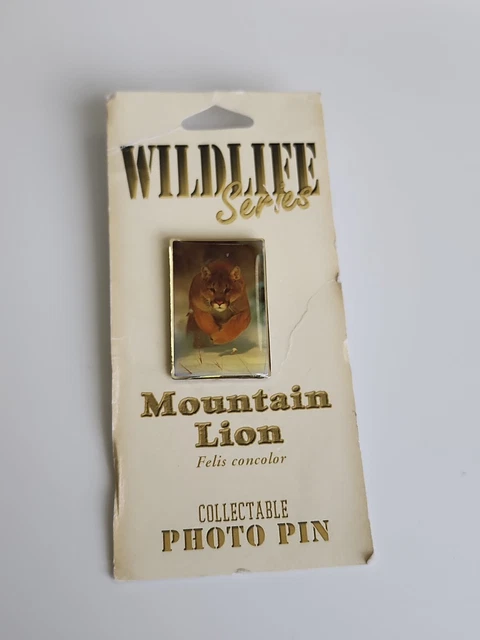 WILDLIFE
Series
Mountain
Lion
Felis concolor
COLLECTABLE
PHOTO PIN